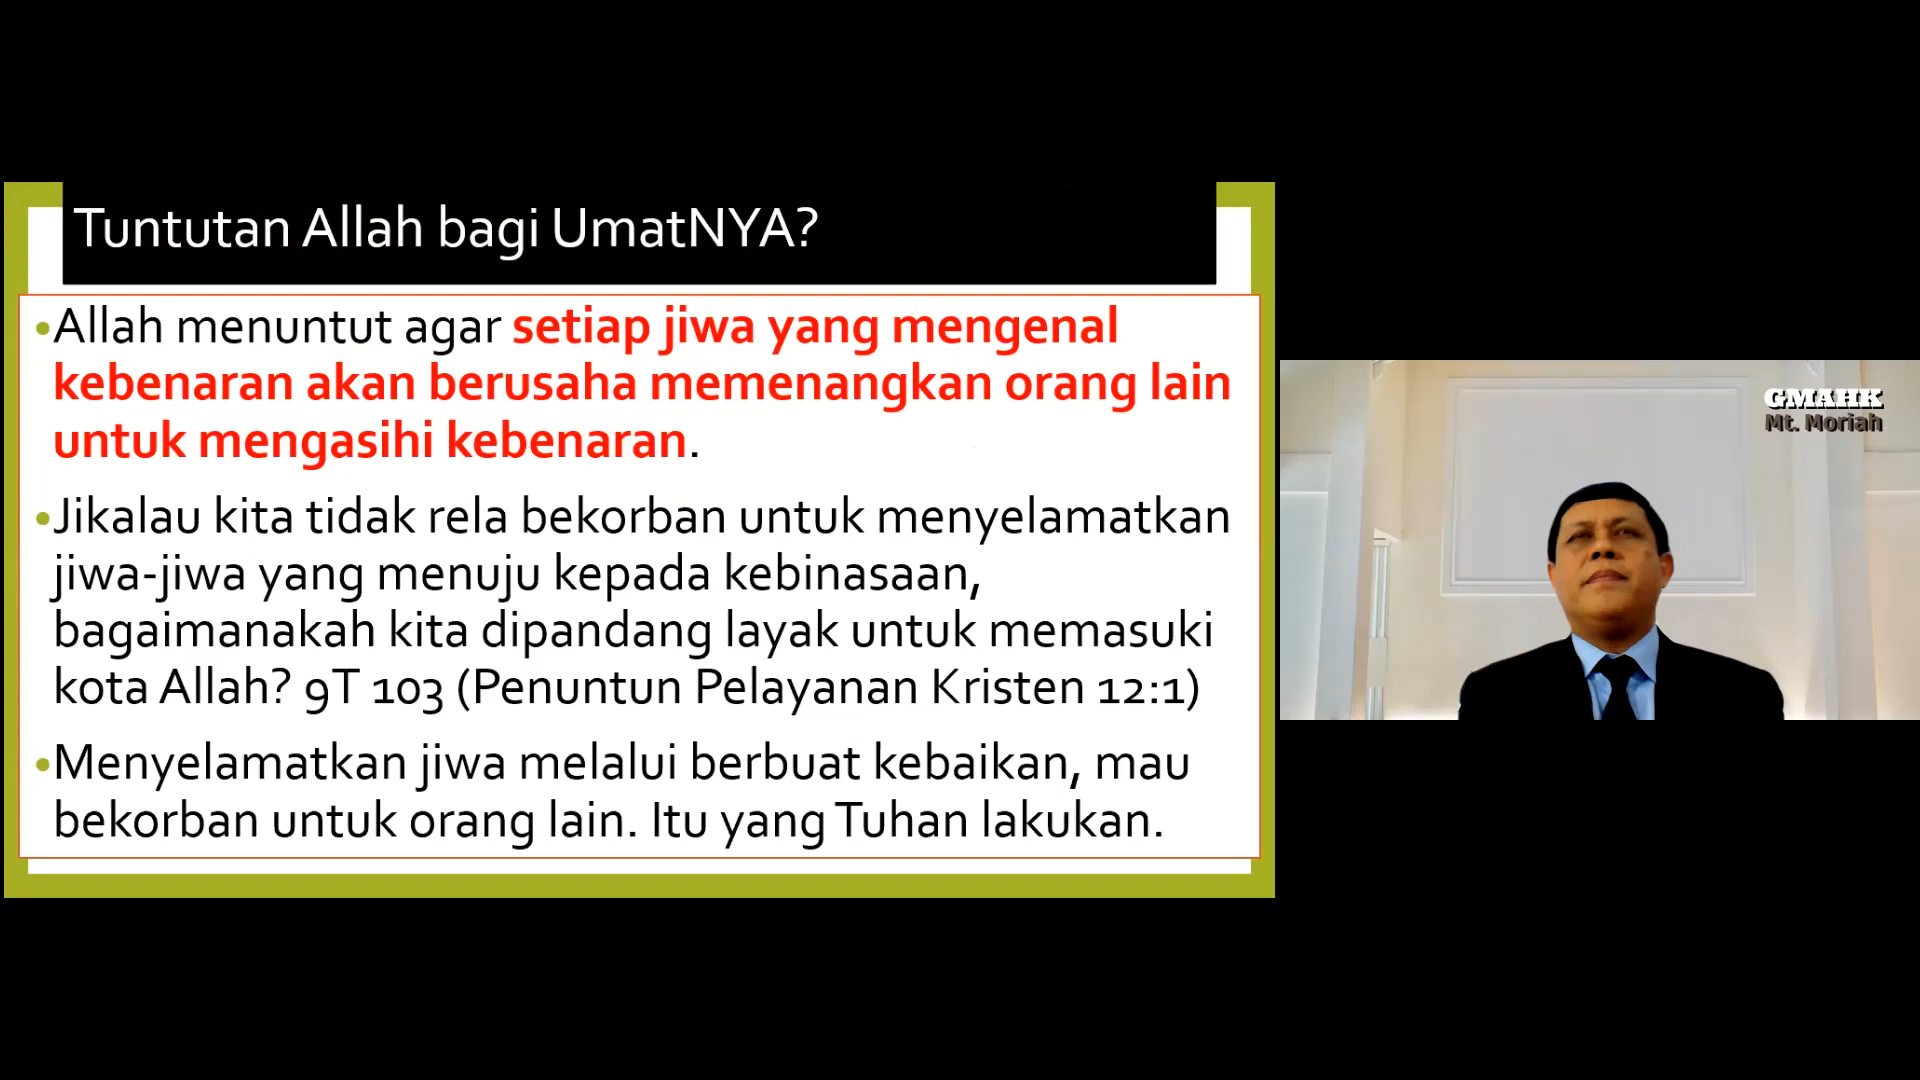 Tuntutan Allah bagi UmatNYA?
•Allah menuntut agar setiap jiwa yang mengenal
kebenaran akan berusaha memenangkan orang lain
untuk mengasihi kebenaran.
•Jikalau kita tidak rela bekorban untuk menyelamatkan
jiwa-jiwa yang menuju kepada kebinasaan,
bagaimanakah kita dipandang layak untuk memasuki
kota Allah? 9T 103 (Penuntun Pelayanan Kristen 12:1)
•Menyelamatkan jiwa melalui berbuat kebaikan, mau
bekorban untuk orang lain. Itu yang Tuhan lakukan.
GMAHK
Mt. Moriah